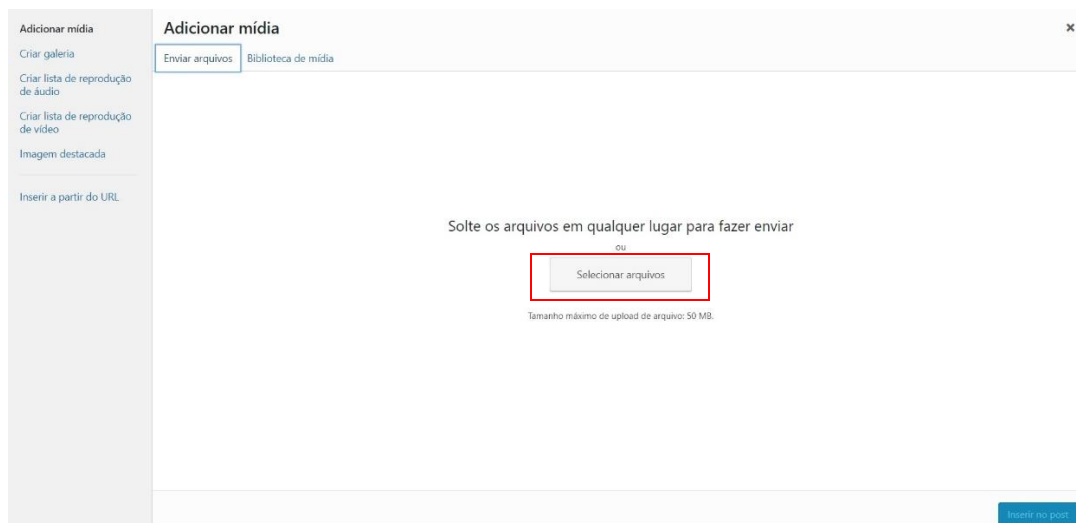 Adicionar mídia
Criar galeria
Criar lista de reprodução
de áudio
Criar lista de reprodução
de vídeo
Imagem destacada
Inserir a partir do URL
Adicionar mídia
Enviar arquivos
Biblioteca de mídia
Solte os arquivos em qualquer lugar para fazer enviar
ou
Selecionar arquivos
Tamanho máximo de upload de arquivo: 50 MB.
Inserir no post